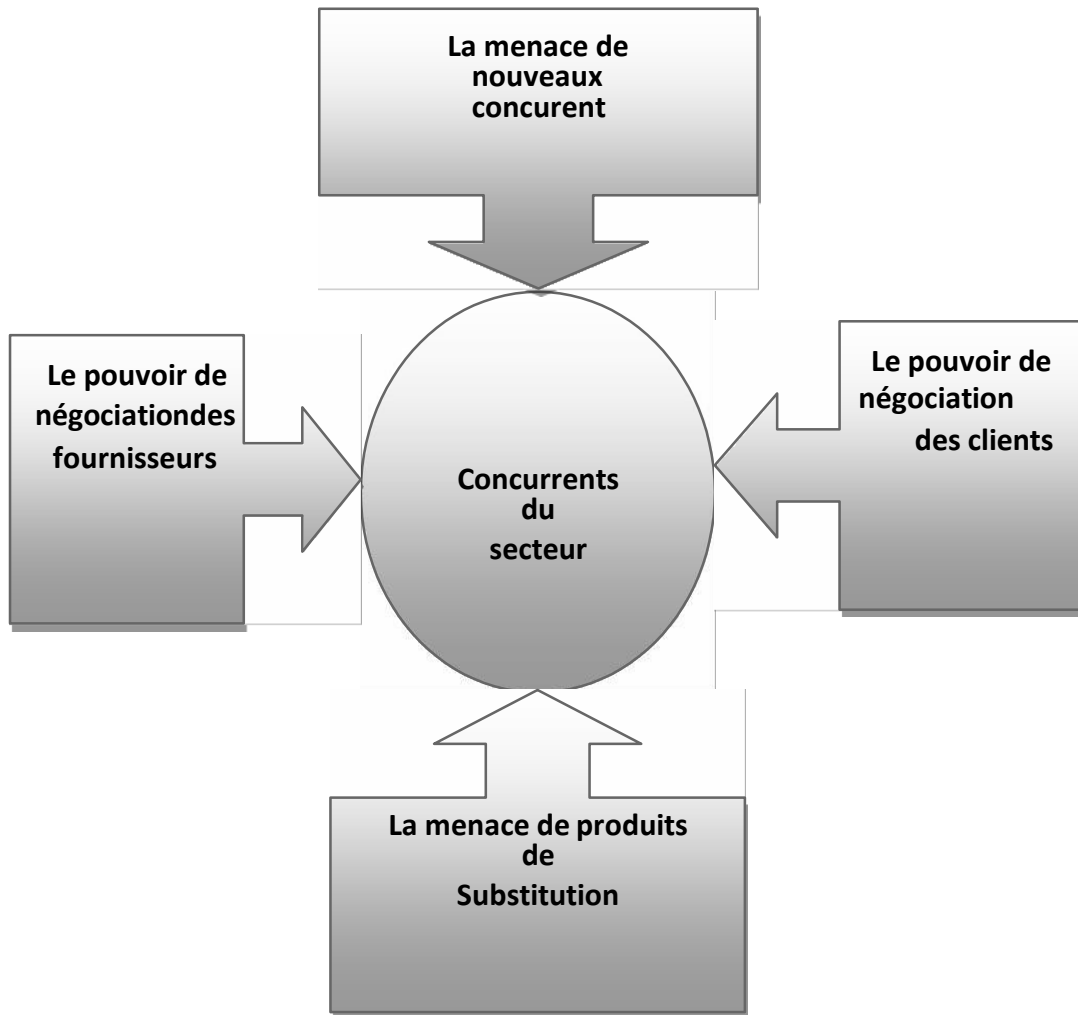 La menace de
nouveaux
concurent
Le pouvoir de
négociationdes
fournisseurs
Concurrents
du
secteur
Le pouvoir de
négociation
des clients
La menace de produits
de
Substitution